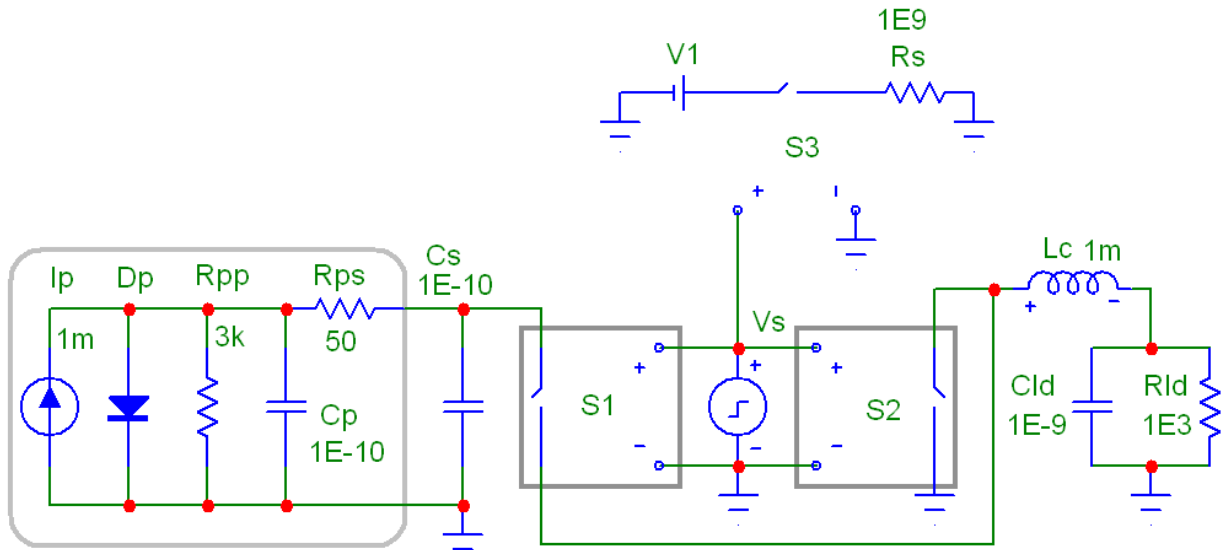 1E9
V1
Rs
S3
Cs
1E-10
Lc 1m
Ip
Dp
Rpp
Rps
1m
3k
50
Vs
Cp
1E-10
S1
S2
Cld
1E-9
Rld
1E3